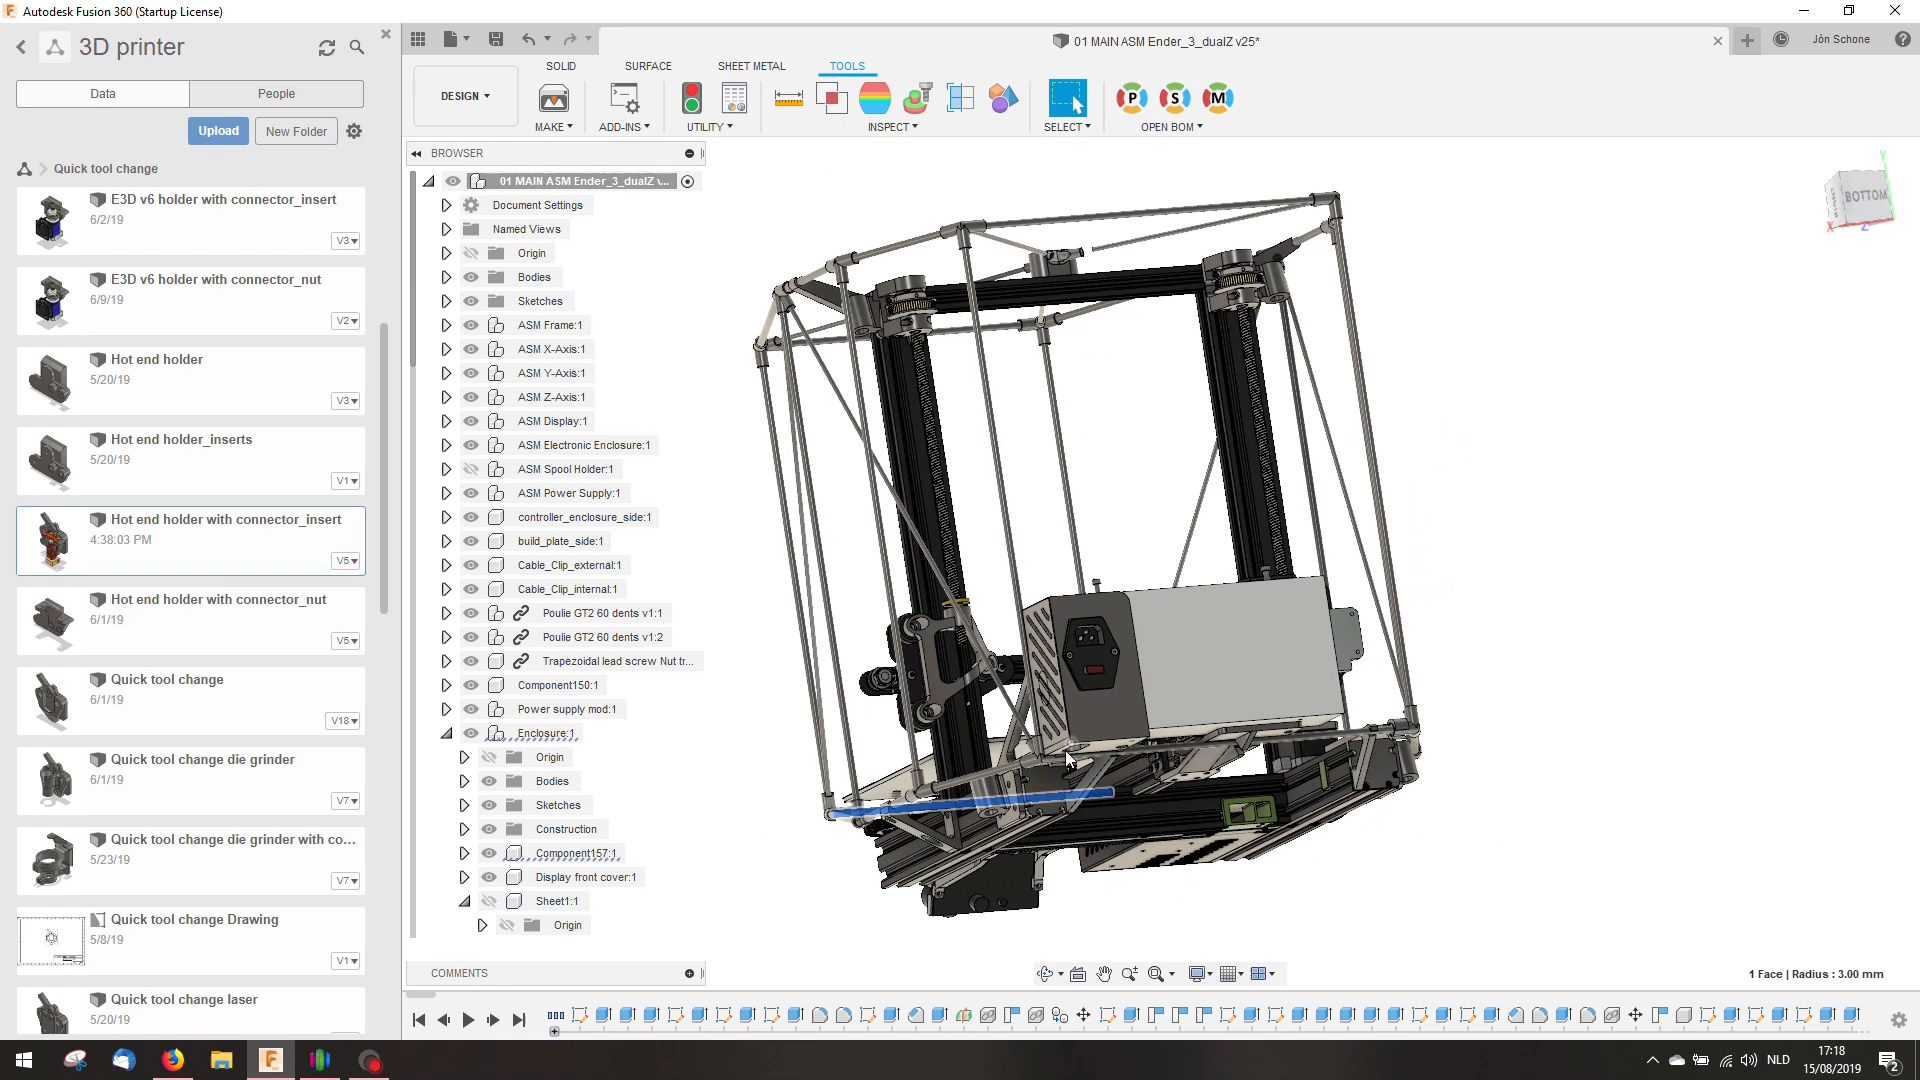 Autodesk Fusion 360 (Startup License)
3D printer
01 MAIN ASM Ender_3_dualZ v25*
Jón Schone
SOLID
SURFACE
SHEET METAL
TOOLS
Data
People
DESIGN
P
S
M
Upload
New Folder
MAKE
ADD-INS
UTILITY
INSPECT
SELECT
OPEN BOM
Quick tool change
BROWSER
E3D v6 holder with connector_insert
6/2/19
V3
E3D v6 holder with connector_nut
6/9/19
V2
Hot end holder
5/20/19
V3
Hot end holder_inserts
5/20/19
V1
Hot end holder with connector_insert
4:38:03 PM
V5
Hot end holder with connector_nut
6/1/19
V5
Quick tool change
6/1/19
V18
Quick tool change die grinder
6/1/19
V7
Quick tool change die grinder with co...
5/23/19
V7
Quick tool change Drawing
5/8/19
V1
Quick tool change laser
5/20/19
01 MAIN ASM Ender_3_dualZ v...
Document Settings
Named Views
Origin
Bodies
Sketches
ASM Frame:1
ASM X-Axis:1
ASM Y-Axis:1
ASM Z-Axis:1
ASM Display:1
ASM Electronic Enclosure:1
ASM Spool Holder:1
ASM Power Supply:1
controller_enclosure_side:1
build_plate_side:1
Cable_Clip_external:1
Cable_Clip_internal:1
Poulie GT2 60 dents v1:1
Poulie GT2 60 dents v1:2
Trapezoidal lead screw Nut tr...
Component150:1
Power supply mod:1
Enclosure:1
Origin
Bodies
Sketches
Construction
Component157:1
Display front cover:1
Sheet1:1
Origin
COMMENTS
Y
BOTTOM
X
Z
1 Face | Radius : 3.00 mm
NLD
17:18
15/08/2019
2